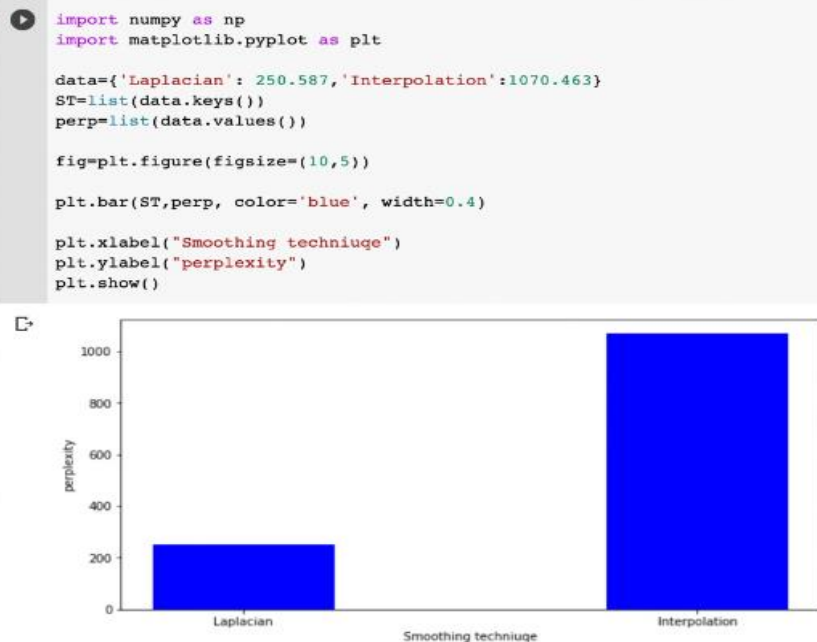 import numpy as np
import matplotlib.pyplot as plt
data={'Laplacian': 250.587,'Interpolation':1070.463}
ST=list(data.keys())
perp=list(data.values())
fig=plt.figure(figsize=(10,5))
plt.bar(ST,perp, color='blue', width=0.4)
plt.xlabel("Smoothing techniuqe")
plt.ylabel("perplexity")
plt.show()
1000
800
600
400
200
0
perplexity
Laplacian Interpolation
Smoothing techniuqe